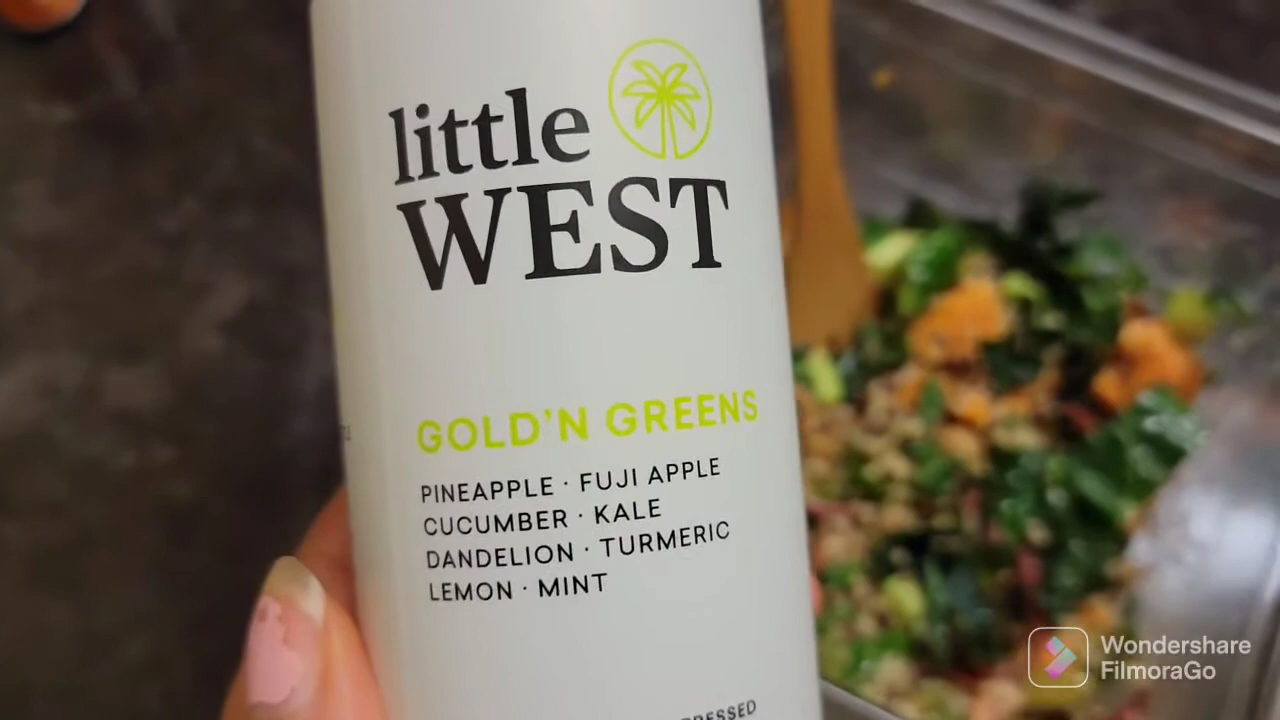 little
WEST
GOLD'N GREENS
PINEAPPLE · FUJI APPLE
CUCUMBER · KALE
DANDELION · TURMERIC
LEMON · MINT
Wondershare
FilmoraGo